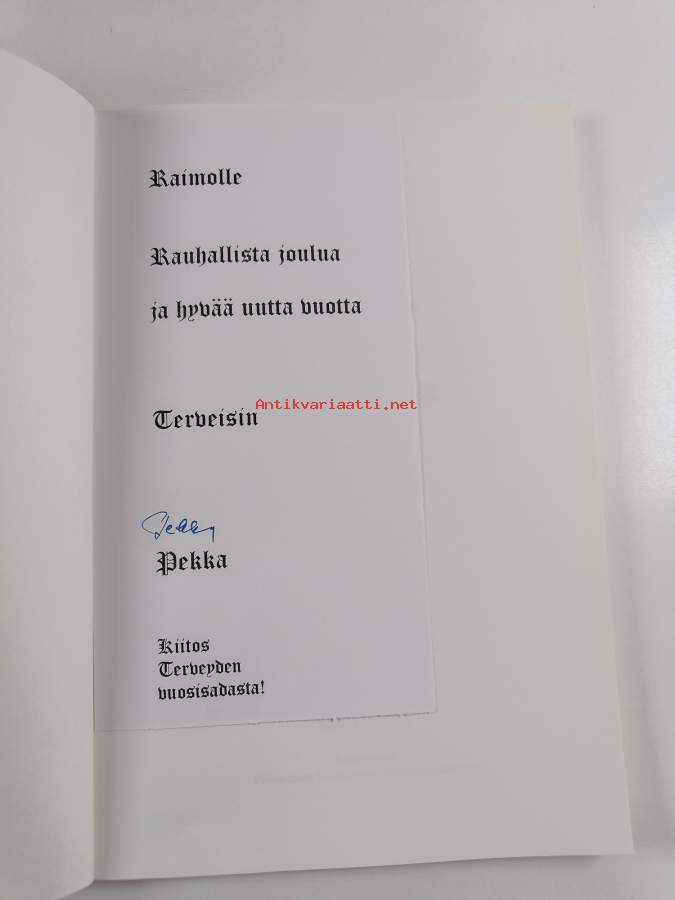 Raimolle
Rauhallista joulua
ja hyvää uutta vuotta
Antikvariaatti.net
Terveisin
Pekka
Pekka
Kiitos
Terveyden
vuosisadasta!